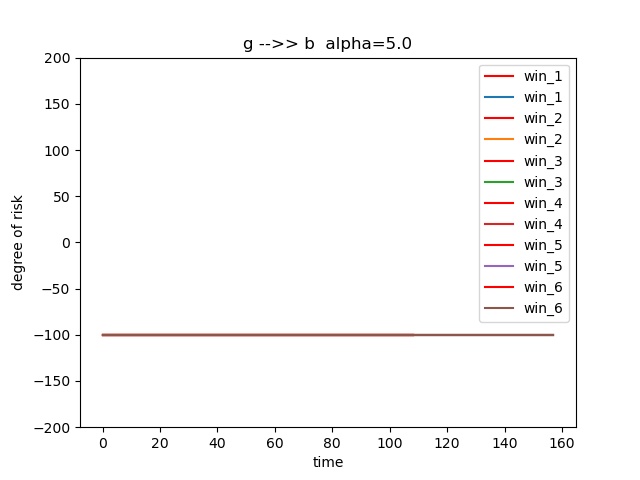 g -->> b  alpha=5.0
degree of risk
200
150
100
50
0
−50
−100
−150
−200
win_1
win_1
win_2
win_2
win_3
win_3
win_4
win_4
win_5
win_5
win_6
win_6
0 20 40 60 80 100 120 140 160
time